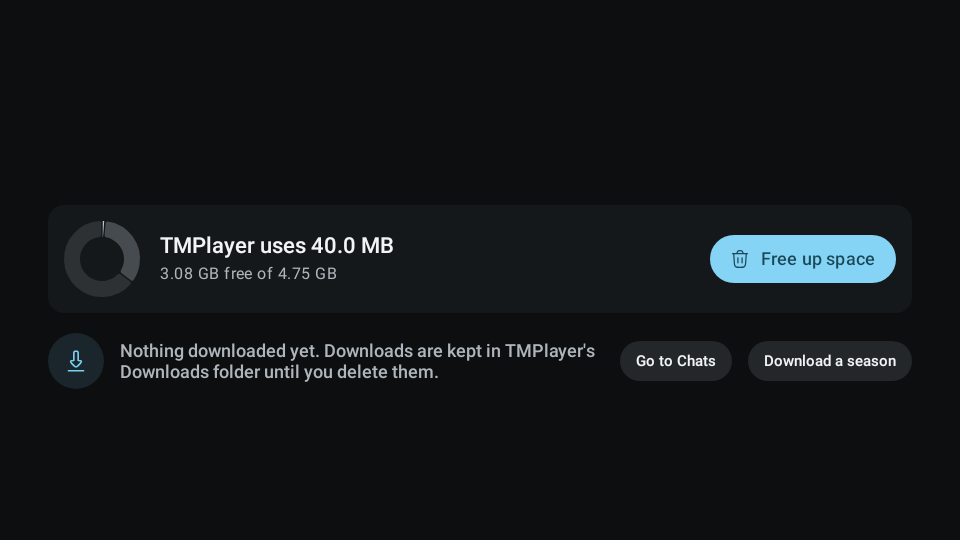 TMPlayer uses 40.0 MB
3.08 GB free of 4.75 GB
Free up space
Nothing downloaded yet. Downloads are kept in TMPlayer's
Downloads folder until you delete them.
Go to Chats
Download a season